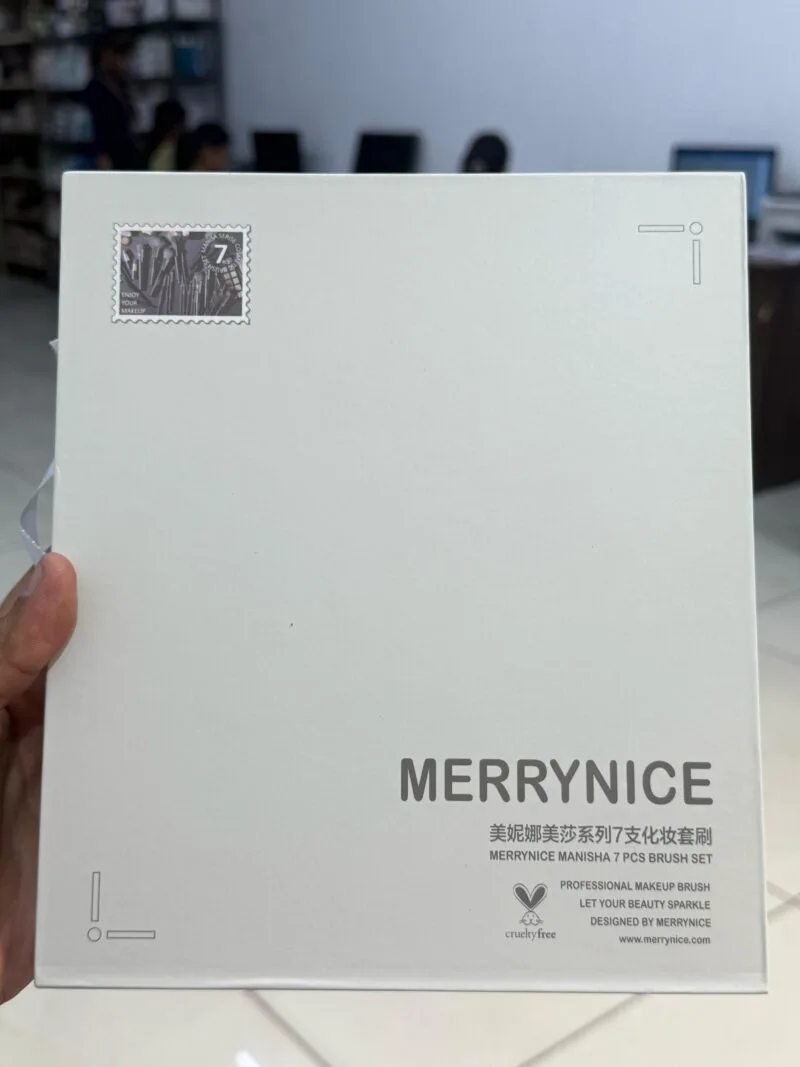 7
ENJOY
YOUR
MAKEUP
MERRYNICE
美妮娜美莎系列7支化妆套刷
MERRYNICE MANISHA 7 PCS BRUSH SET
PROFESSIONAL MAKEUP BRUSH
LET YOUR BEAUTY SPARKLE
DESIGNED BY MERRYNICE
www.merrynice.com
crueltyfree